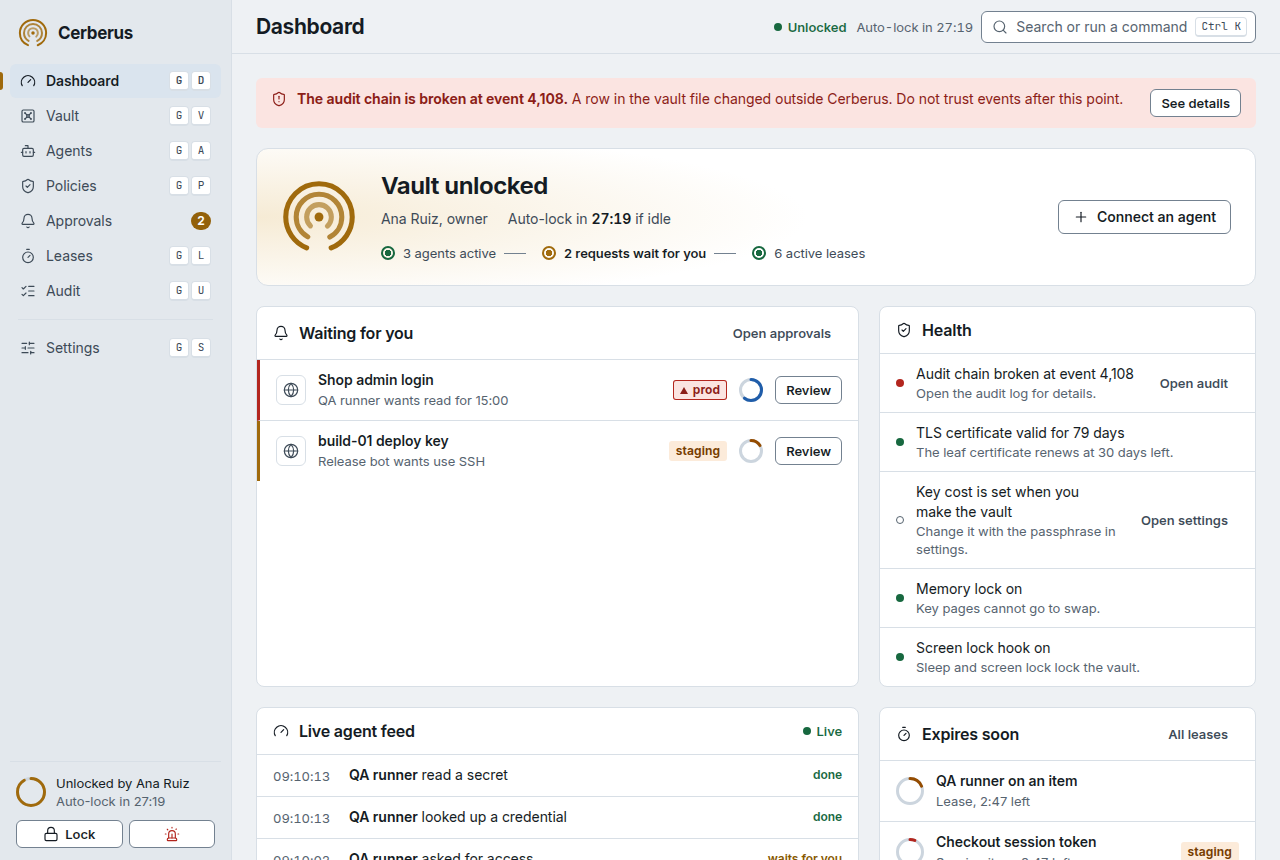 Cerberus
Dashboard G D
Vault G V
Agents G A
Policies G P
Approvals 2
Leases G L
Audit G U
Settings G S
Unlocked by Ana Ruiz
Auto-lock in 27:19
Lock
Dashboard
Unlocked Auto-lock in 27:19 Search or run a command Ctrl K
The audit chain is broken at event 4,108. A row in the vault file changed outside Cerberus. Do not trust events after this point. See details
Vault unlocked
Ana Ruiz, owner Auto-lock in 27:19 if idle
3 agents active 2 requests wait for you 6 active leases
Connect an agent
Waiting for you Open approvals
Shop admin login
QA runner wants read for 15:00
prod Review
build-01 deploy key
Release bot wants use SSH
staging Review
Health
Audit chain broken at event 4,108
Open the audit log for details.
Open audit
TLS certificate valid for 79 days
The leaf certificate renews at 30 days left.
Key cost is set when you
make the vault
Change it with the passphrase in
settings.
Open settings
Memory lock on
Key pages cannot go to swap.
Screen lock hook on
Sleep and screen lock lock the vault.
Live agent feed Live
09:10:13 QA runner read a secret done
09:10:13 QA runner looked up a credential done
09:10:02 QA runner asked for access waits for you
Expires soon All leases
QA runner on an item
Lease, 2:47 left
Checkout session token
staging